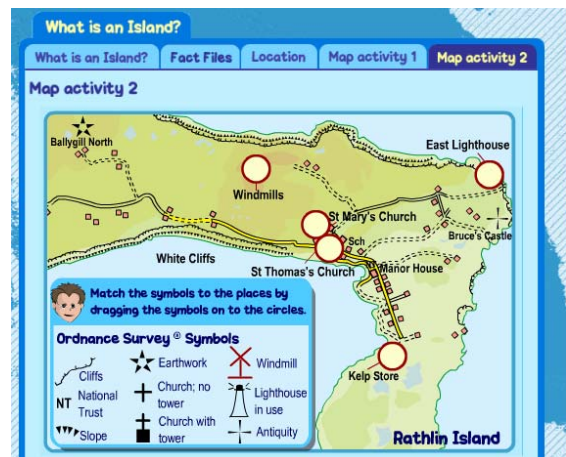 What is an Island?
What is an Island?
Fact Files
Location
Map activity 1
Map activity 2
Map activity 2
Ballygill North
East Lighthouse
Windmills
St Mary's Church
Sch
Bruce's Castle
White Cliffs
St Thomas's Church
Manor House
Match the symbols to the places by
dragging the symbols on to the circles.
Ordnance Survey ® Symbols
Cliffs
Earthwork
Windmill
NT National
Trust
Church; no
tower
Lighthouse
in use
Slope
Church with
tower
Antiquity
Kelp Store
Rathlin Island